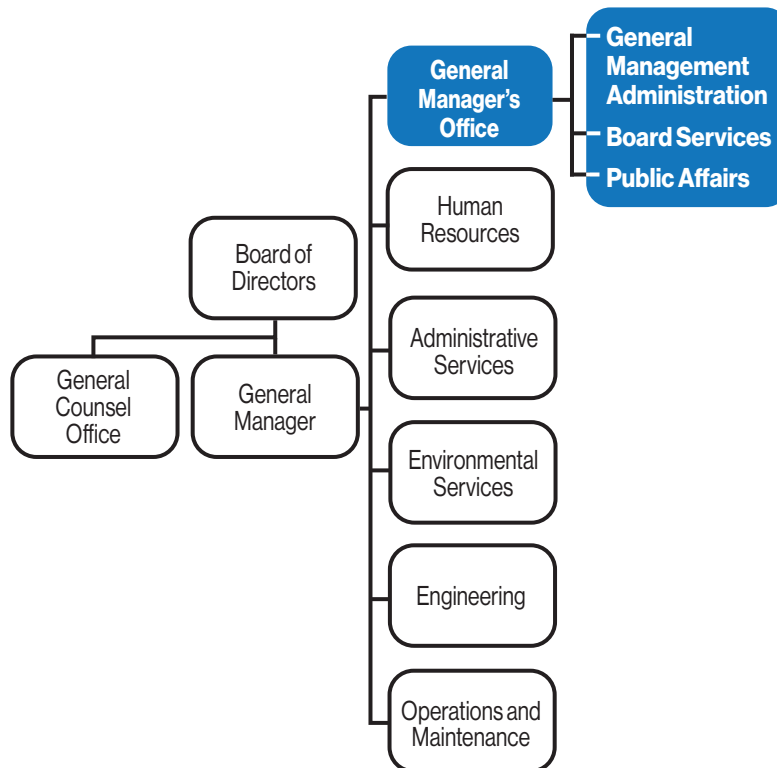 General
Manager’s
Office
General
Management
Administration
Board Services
Public Affairs
Human
Resources
Board of
Directors
Administrative
Services
General
Counsel
Office
General
Manager
Environmental
Services
Engineering
Operations and
Maintenance